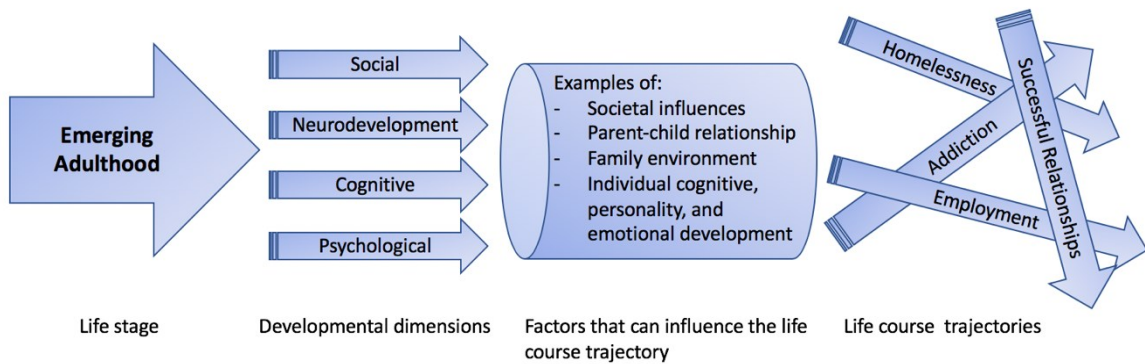 Emerging
Adulthood
Social
Neurodevelopment
Cognitive
Psychological
Examples of:
- Societal influences
- Parent-child relationship
- Family environment
- Individual cognitive,
personality, and
emotional development
Homelessness
Addiction
Employment
Successful Relationships
Life stage
Developmental dimensions
Factors that can influence the life
course trajectory
Life course trajectories